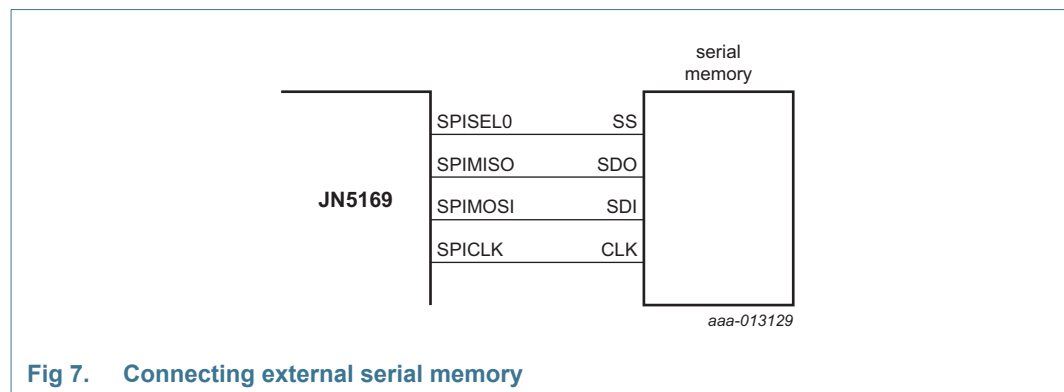 serial
memory
SPISEL0 SS
SPIMISO SDO
JN5169
SPIMOSI SDI
SPICLK CLK
aaa-013129
Fig 7. Connecting external serial memory